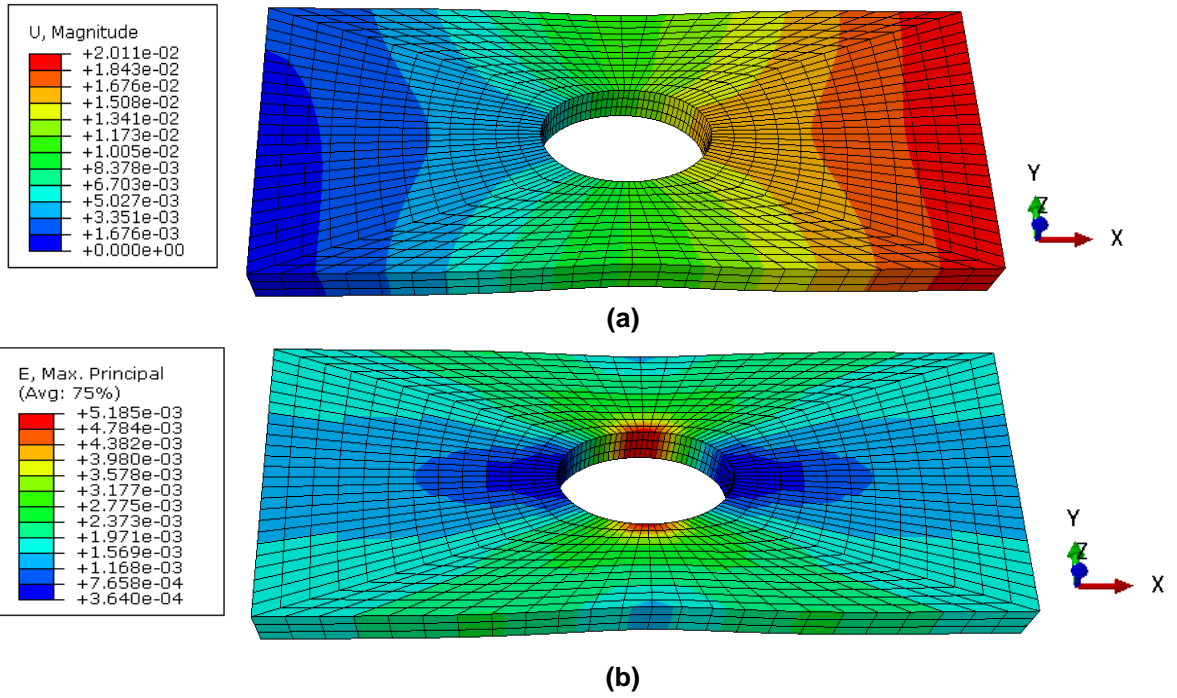 U, Magnitude
+2.011e-02
+1.843e-02
+1.676e-02
+1.508e-02
+1.341e-02
+1.173e-02
+1.005e-02
+8.378e-03
+6.703e-03
+5.027e-03
+3.351e-03
+1.676e-03
+0.000e+00
Y
Z
X
(a)
E, Max. Principal
(Avg: 75%)
+5.185e-03
+4.784e-03
+4.382e-03
+3.980e-03
+3.578e-03
+3.177e-03
+2.775e-03
+2.373e-03
+1.971e-03
+1.569e-03
+1.168e-03
+7.658e-04
+3.640e-04
Y
Z
X
(b)